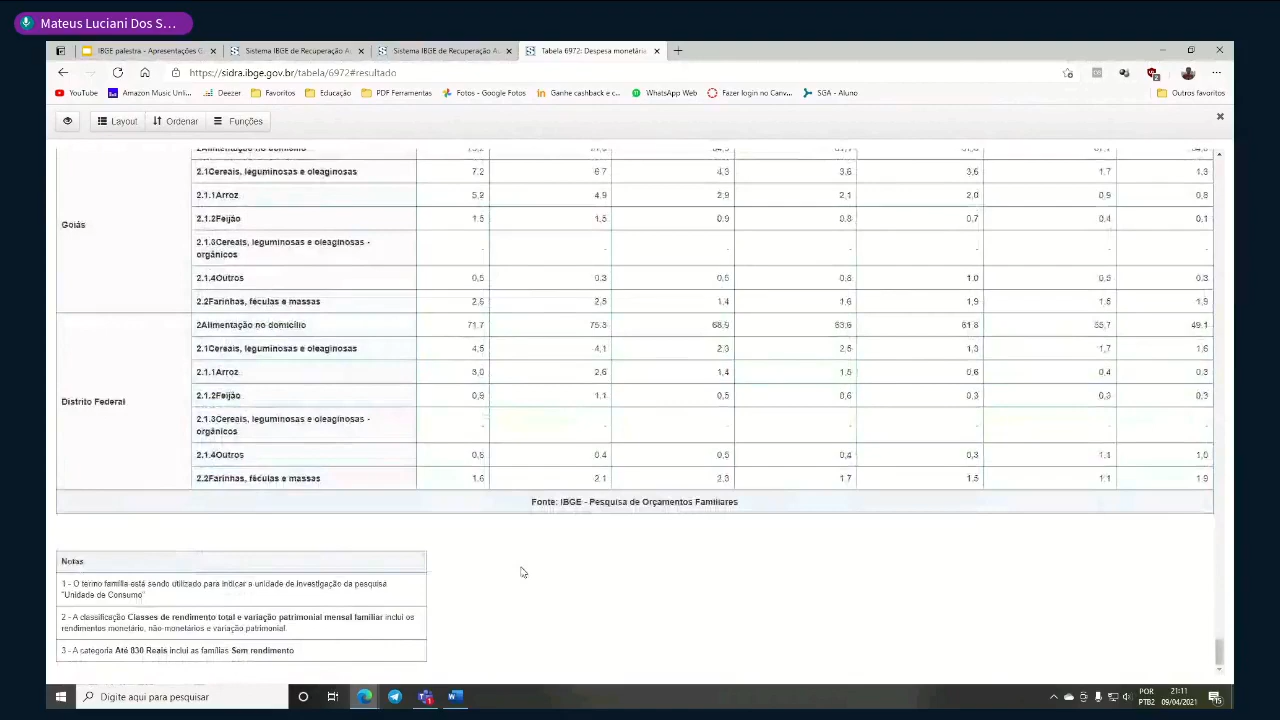 Mateus Luciani Dos S...
IBGE palestra - Apresentações G
Sistema IBGE de Recuperação A
Sistema IBGE de Recuperação A
Tabela 6972: Despesa monetária
https://sidra.ibge.gov.br/tabela/6972#resultado
YouTube Amazon Music Unli... Deezer Favoritos Educação PDF Ferramentas Fotos - Google Fotos Ganhe cashback e c... WhatsApp Web Fazer login no Canv... SGA - Aluno Outros favoritos
Layout Ordenar Funções
2Alimentação no domicílio
2.1Cereais, leguminosas e oleaginosas 7,2 6,7 4,3 3,6 3,6 1,7 1,3
2.1.1Arroz 5,2 4,9 2,9 2,1 2,0 0,9 0,8
Goiás
2.1.2Feijão 1,5 1,5 0,9 0,8 0,7 0,4 0,1
2.1.3Cereais, leguminosas e oleaginosas -
orgânicos - - - - - - -
2.1.4Outros 0,5 0,3 0,5 0,8 1,0 0,5 0,3
2.2Farinhas, féculas e massas 2,6 2,5 1,4 1,6 1,9 1,9
Distrito Federal
2Alimentação no domicílio 71,7 75,3 68,9 63,6 61,8 49,1
2.1Cereais, leguminosas e oleaginosas 4,5 4,1 2,3 2,5 1,3 1,7 1,6
2.1.1Arroz 3,0 2,6 1,4 1,5 0,6 0,4 0,3
2.1.2Feijão 0,9 1,1 0,5 0,6 0,3 0,3 0,3
2.1.3Cereais, leguminosas e oleaginosas -
orgânicos - - - - - - -
2.1.4Outros 0,4 0,5 0,4 0,3 1,1
2.2Farinhas, féculas e massas 1,6 2,1 2,3 1,7 1,5 1,1 1,9
Fonte: IBGE - Pesquisa de Orçamentos Familiares
Notas
1 - O termo família está sendo utilizado para indicar a unidade de investigação da pesquisa
"Unidade de Consumo"
2 - A classificação Classes de rendimento total e variação patrimonial mensal familiar inclui os
rendimentos monetário, não-monetários e variação patrimonial.
3 - A categoria Até 830 Reais inclui as famílias Sem rendimento
Digite aqui para pesquisar
POR
PTB2
21:11
09/04/2021